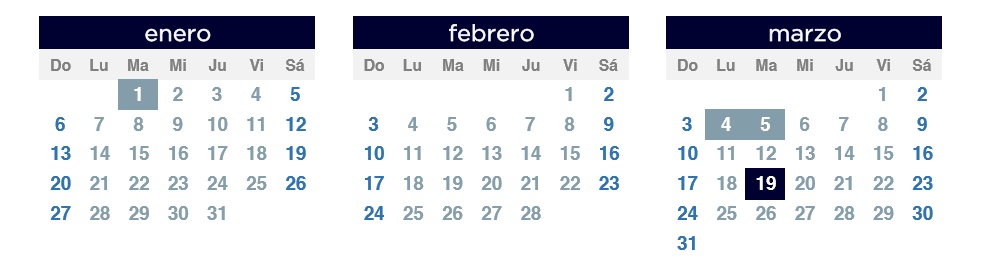 enero
Do Lu Ma Mi Ju Vi Sá
1 2 3 4 5
6 7 8 9 10 11 12
13 14 15 16 17 18 19
20 21 22 23 24 25 26
27 28 29 30 31
febrero
Do Lu Ma Mi Ju Vi Sá
1 2
3 4 5 6 7 8 9
10 11 12 13 14 15 16
17 18 19 20 21 22 23
24 25 26 27 28
marzo
Do Lu Ma Mi Ju Vi Sá
1 2
3 4 5 6 7 8 9
10 11 12 13 14 15 16
17 18 19 20 21 22 23
24 25 26 27 28 29 30
31